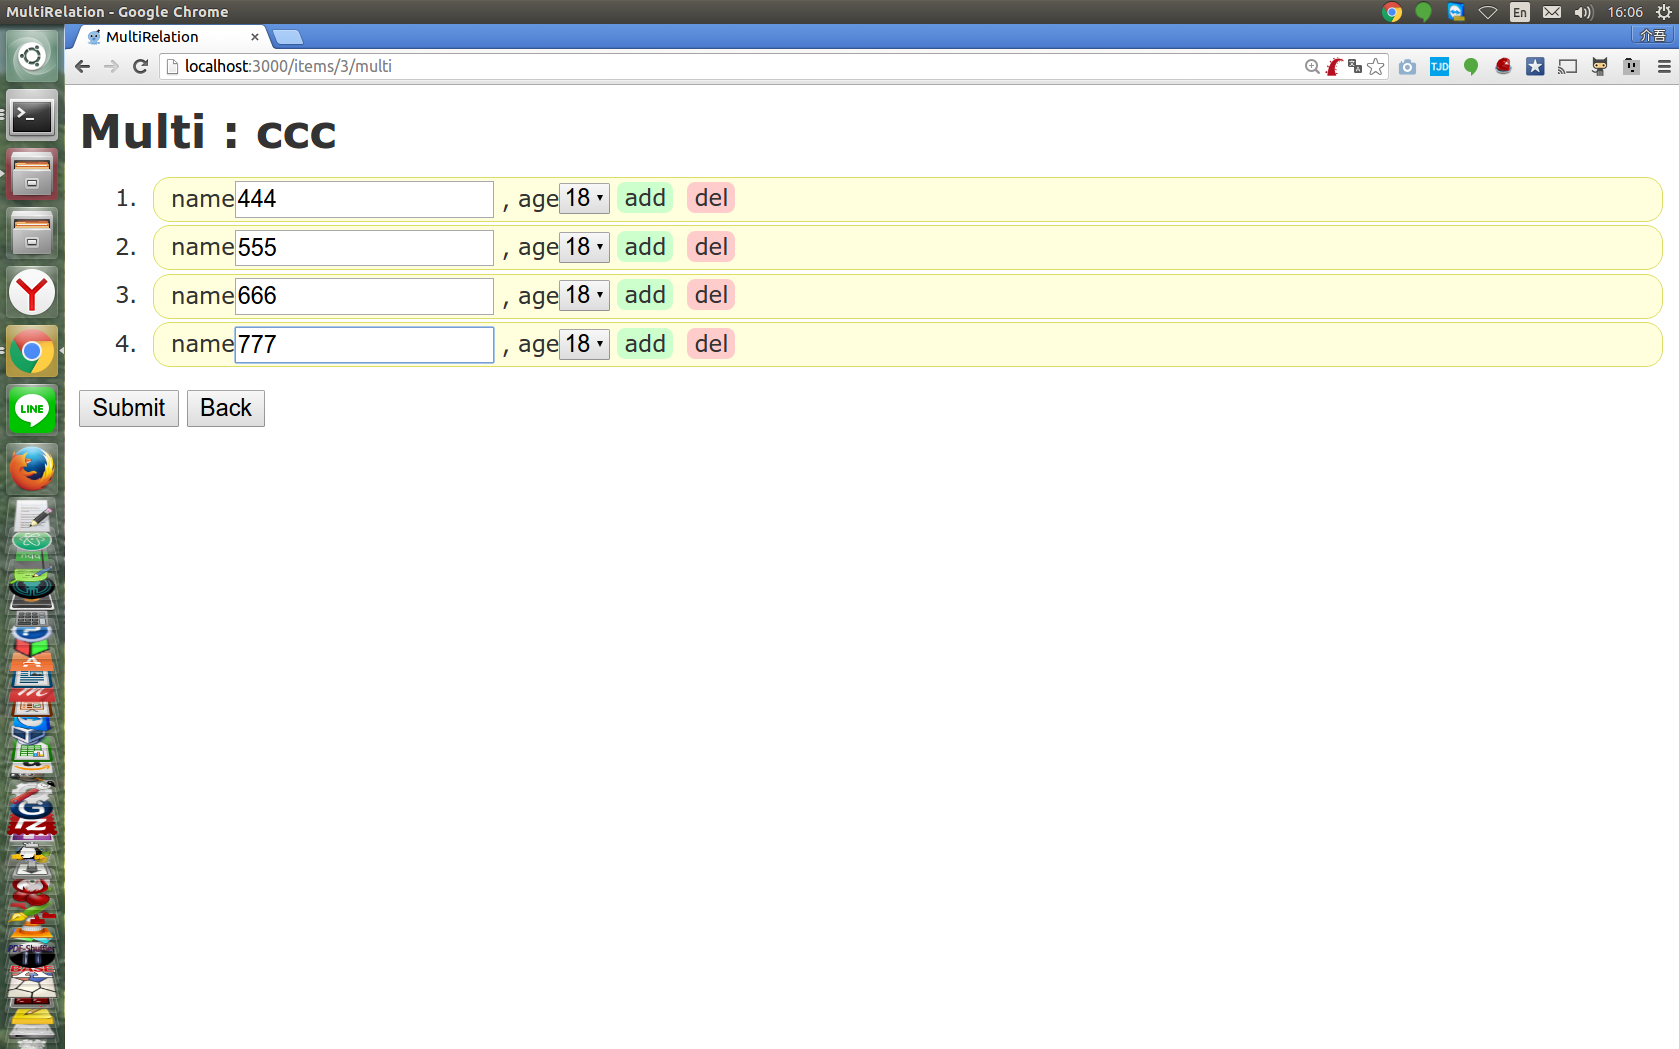 MultiRelation - Google Chrome
En
16:06
MultiRelation ×
介吾
localhost:3000/items/3/multi
TJD
Multi : ccc
1. name 444 , age 18 add del
2. name 555 , age 18 add del
3. name 666 , age 18 add del
4. name 777 , age 18 add del
Submit Back
LINE